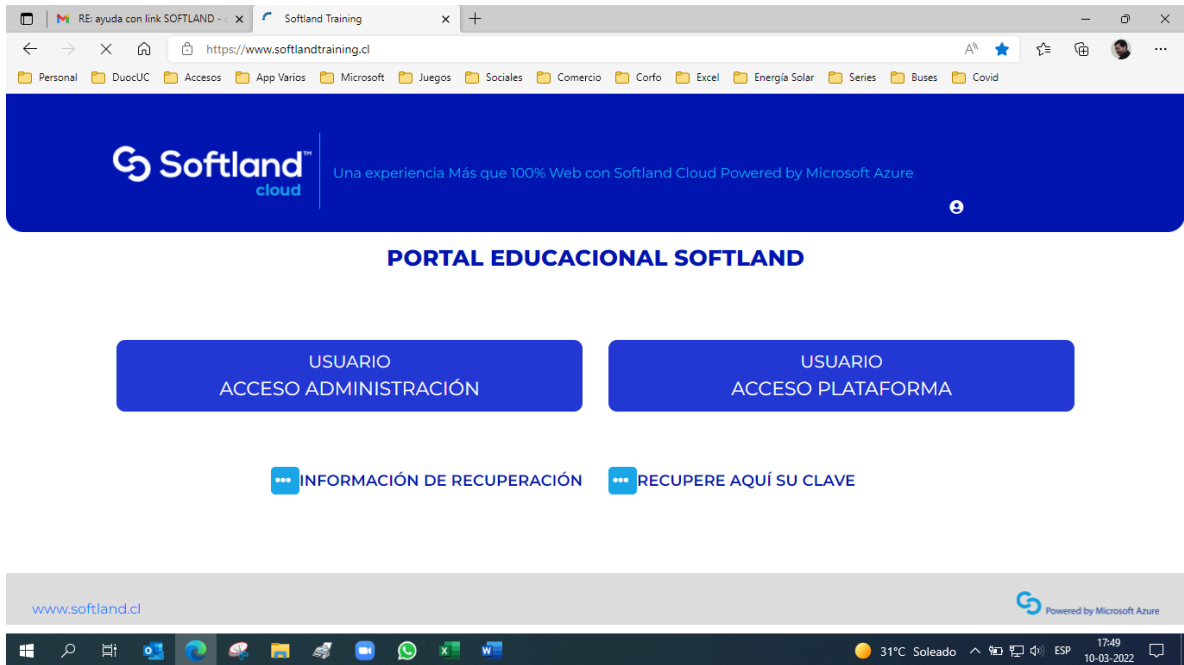 RE: ayuda con link SOFTLAND - c
Softland Training
https://www.softlandtraining.cl
Personal
DuocUC
Accesos
App Varios
Microsoft
Juegos
Sociales
Comercio
Corfo
Excel
Energía Solar
Series
Buses
Covid
Softland™
cloud
Una experiencia Más que 100% Web con Softland Cloud Powered by Microsoft Azure
PORTAL EDUCACIONAL SOFTLAND
USUARIO
ACCESO ADMINISTRACIÓN
USUARIO
ACCESO PLATAFORMA
INFORMACIÓN DE RECUPERACIÓN
RECUPERE AQUÍ SU CLAVE
www.softland.cl
Powered by Microsoft Azure
31°C Soleado
ESP
17:49
10-03-2022